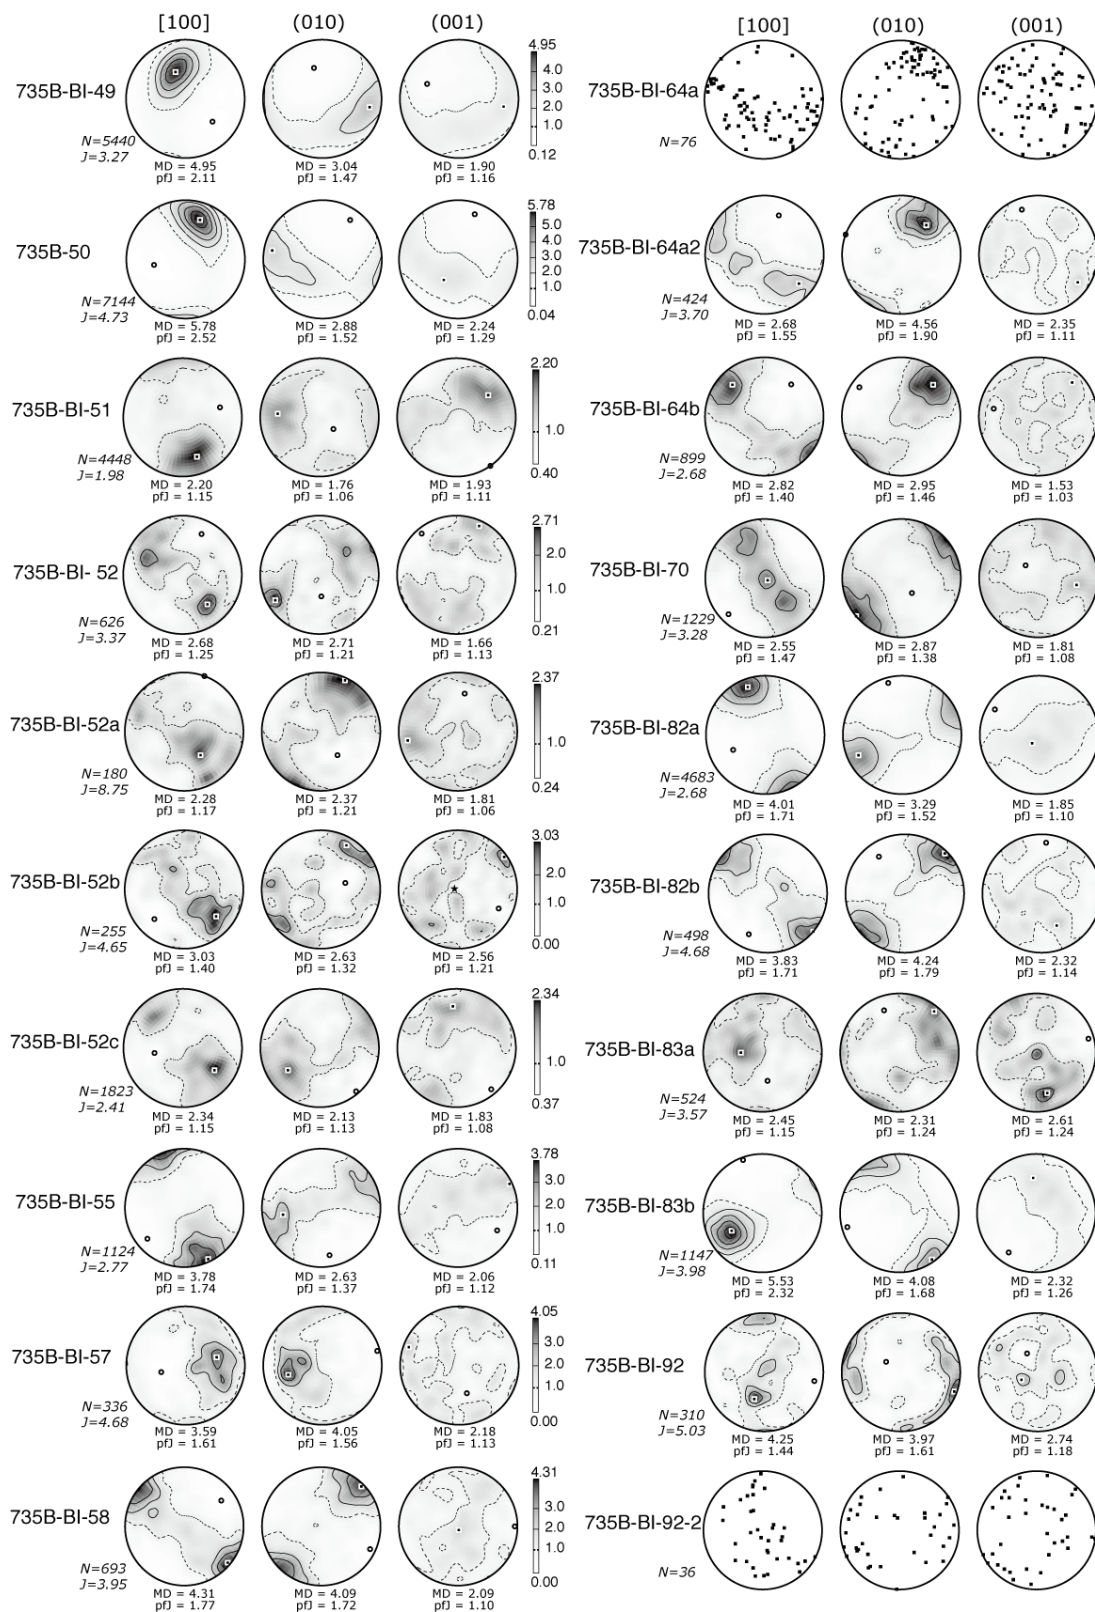 [100] (010) (001)
735B-BI-49
N=5440
J=3.27
MD = 4.95 MD = 3.04 MD = 1.90
pfJ = 2.11 pfJ = 1.47 pfJ = 1.16
4.95
4.0
3.0
2.0
1.0
0.12
735B-50
N=7144
J=4.73
MD = 5.78 MD = 2.88 MD = 2.24
pfJ = 2.52 pfJ = 1.52 pfJ = 1.29
5.78
5.0
4.0
3.0
2.0
1.0
0.04
735B-BI-51
N=4448
J=1.98
MD = 2.20 MD = 1.76 MD = 1.93
pfJ = 1.15 pfJ = 1.06 pfJ = 1.11
2.20
1.0
0.40
735B-BI- 52
N=626
J=3.37
MD = 2.68 MD = 2.71 MD = 1.66
pfJ = 1.25 pfJ = 1.21 pfJ = 1.13
2.71
2.0
1.0
0.21
735B-BI-52a
N=180
J=8.75
MD = 2.28 MD = 2.37 MD = 1.81
pfJ = 1.17 pfJ = 1.21 pfJ = 1.06
2.37
1.0
0.24
735B-BI-52b
N=255
J=4.65
MD = 3.03 MD = 2.63 MD = 2.56
pfJ = 1.40 pfJ = 1.32 pfJ = 1.21
3.03
2.0
1.0
0.00
735B-BI-52c
N=1823
J=2.41
MD = 2.34 MD = 2.13 MD = 1.83
pfJ = 1.15 pfJ = 1.13 pfJ = 1.08
2.34
1.0
0.37
735B-BI-55
N=1124
J=2.77
MD = 3.78 MD = 2.63 MD = 2.06
pfJ = 1.74 pfJ = 1.37 pfJ = 1.12
3.78
3.0
2.0
1.0
0.11
735B-BI-57
N=336
J=4.68
MD = 3.59 MD = 4.05 MD = 2.18
pfJ = 1.61 pfJ = 1.56 pfJ = 1.13
4.05
3.0
2.0
1.0
0.00
735B-BI-58
N=693
J=3.95
MD = 4.31 MD = 4.09 MD = 2.09
pfJ = 1.77 pfJ = 1.72 pfJ = 1.10
4.31
3.0
2.0
1.0
0.00
[100] (010) (001)
735B-BI-64a
N=76
735B-BI-64a2
N=424
J=3.70
MD = 2.68 MD = 4.56 MD = 2.35
pfJ = 1.55 pfJ = 1.90 pfJ = 1.11
735B-BI-64b
N=899
J=2.68
MD = 2.82 MD = 2.95 MD = 1.53
pfJ = 1.40 pfJ = 1.46 pfJ = 1.03
735B-BI-70
N=1229
J=3.28
MD = 2.55 MD = 2.87 MD = 1.81
pfJ = 1.47 pfJ = 1.38 pfJ = 1.08
735B-BI-82a
N=4683
J=2.68
MD = 4.01 MD = 3.29 MD = 1.85
pfJ = 1.71 pfJ = 1.52 pfJ = 1.10
735B-BI-82b
N=498
J=4.68
MD = 3.83 MD = 4.24 MD = 2.32
pfJ = 1.71 pfJ = 1.79 pfJ = 1.14
735B-BI-83a
N=524
J=3.57
MD = 2.45 MD = 2.31 MD = 2.61
pfJ = 1.15 pfJ = 1.24 pfJ = 1.24
735B-BI-83b
N=1147
J=3.98
MD = 5.53 MD = 4.08 MD = 2.32
pfJ = 2.32 pfJ = 1.68 pfJ = 1.26
735B-BI-92
N=310
J=5.03
MD = 4.25 MD = 3.97 MD = 2.74
pfJ = 1.44 pfJ = 1.61 pfJ = 1.18
735B-BI-92-2
N=36